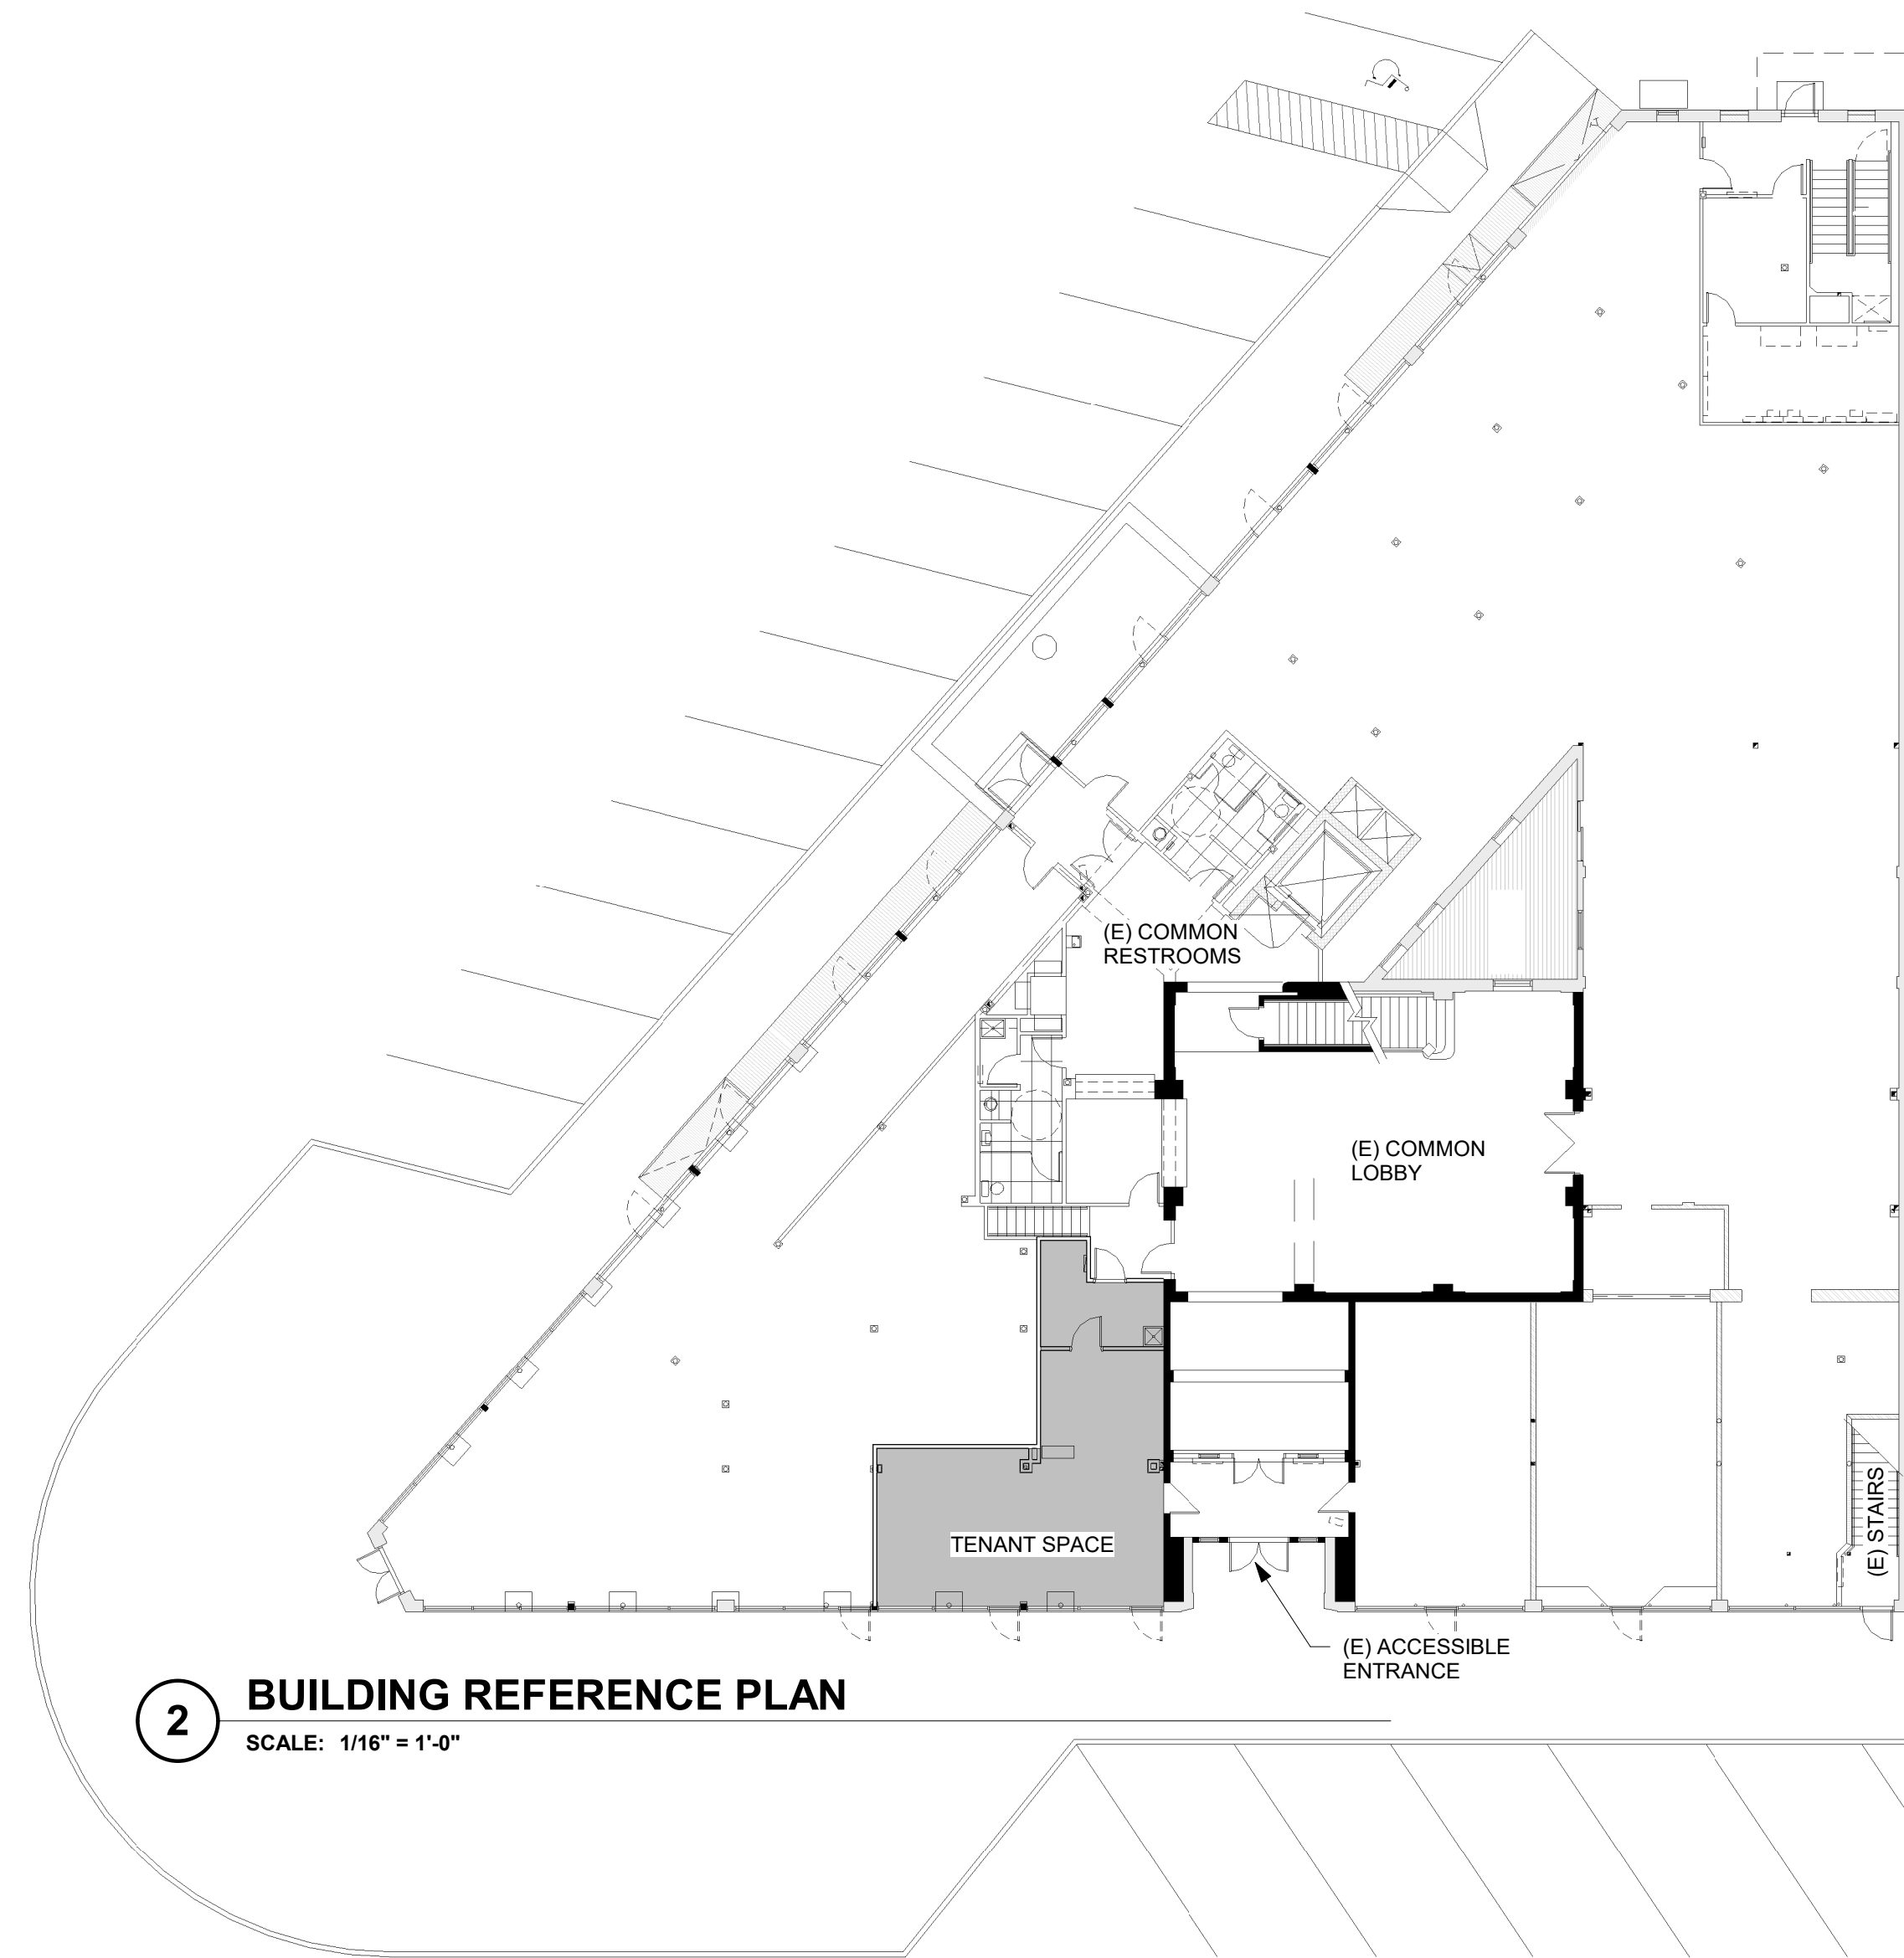 (E) COMMON
RESTROOMS
(E) COMMON
LOBBY
TENANT SPACE
(E) STAIRS
(E) ACCESSIBLE
ENTRANCE
2
BUILDING REFERENCE PLAN
SCALE: 1/16" = 1'-0"